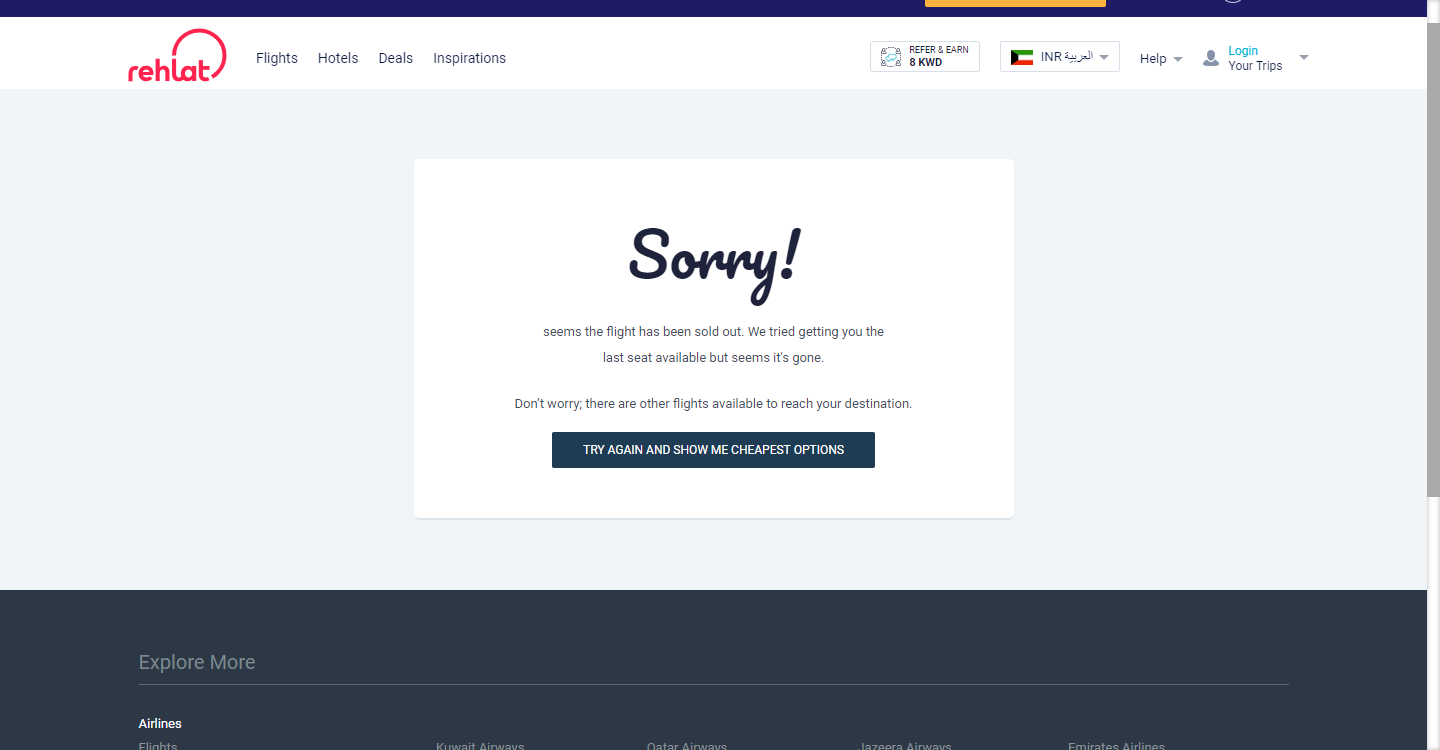 rehlat
Flights
Hotels
Deals
Inspirations
REFER & EARN
8 KWD
INR العربية
Help
Login
Your Trips
Sorry!
seems the flight has been sold out. We tried getting you the
last seat available but seems it's gone.
Don’t worry; there are other flights available to reach your destination.
TRY AGAIN AND SHOW ME CHEAPEST OPTIONS
Explore More
Airlines
Flights
Kuwait Airways
Qatar Airways
Jazeera Airways
Emirates Airlines